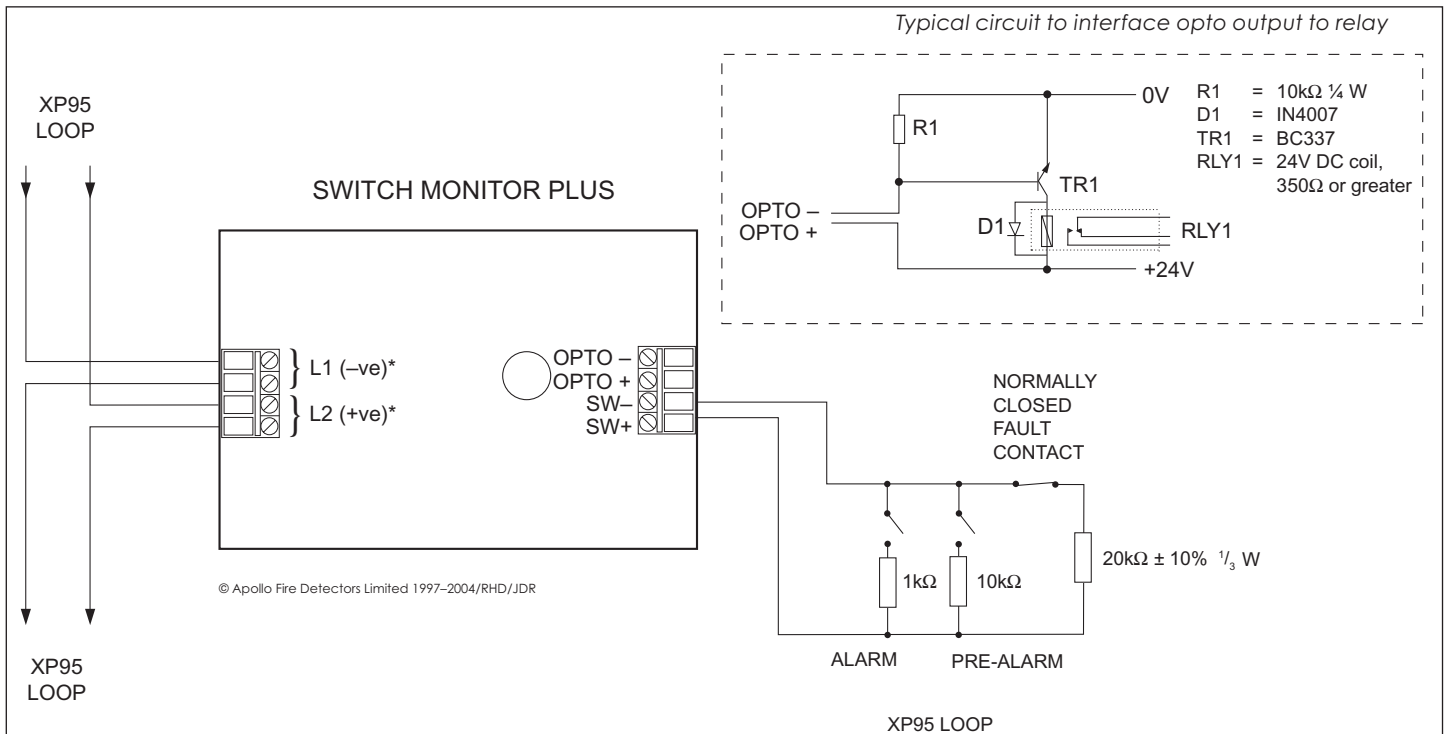 Typical circuit to interface opto output to relay
XP95
LOOP
0V
R1 = 10kΩ ¼ W
D1 = IN4007
TR1 = BC337
RLY1 = 24V DC coil,
350Ω or greater
R1
TR1
OPTO –
OPTO +
D1
RLY1
+24V
SWITCH MONITOR PLUS
L1 (–ve)*
L2 (+ve)*
OPTO –
OPTO +
SW–
SW+
NORMALLY
CLOSED
FAULT
CONTACT
1kΩ
10kΩ
20kΩ ± 10% 1/3 W
© Apollo Fire Detectors Limited 1997–2004/RHD/JDR
ALARM
PRE-ALARM
XP95
LOOP
XP95 LOOP